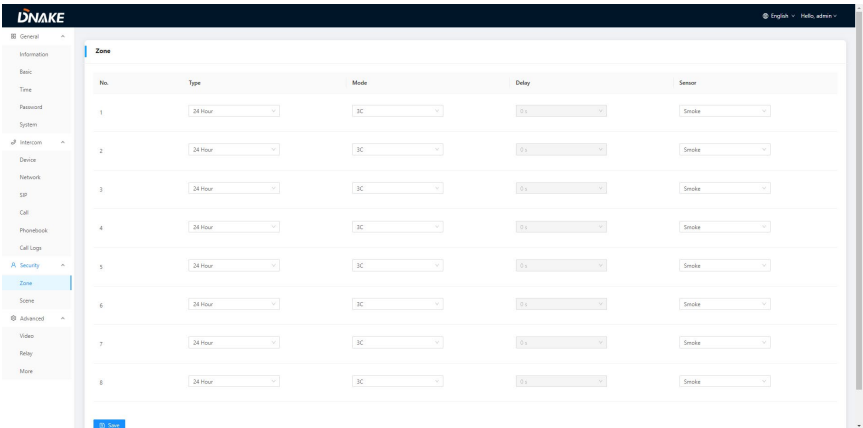 DNAKE
English Hello, admin
General
Information
Basic
Time
Password
System
Intercom
Device
Network
SIP
Call
Phonebook
Call Logs
Security
Zone
Scene
Advanced
Video
Relay
More
Zone
No. Type Mode Delay Sensor
1 24 Hour 3C 0 s Smoke
2 24 Hour 3C 0 s Smoke
3 24 Hour 3C 0 s Smoke
4 24 Hour 3C 0 s Smoke
5 24 Hour 3C 0 s Smoke
6 24 Hour 3C 0 s Smoke
7 24 Hour 3C 0 s Smoke
8 24 Hour 3C 0 s Smoke
Save